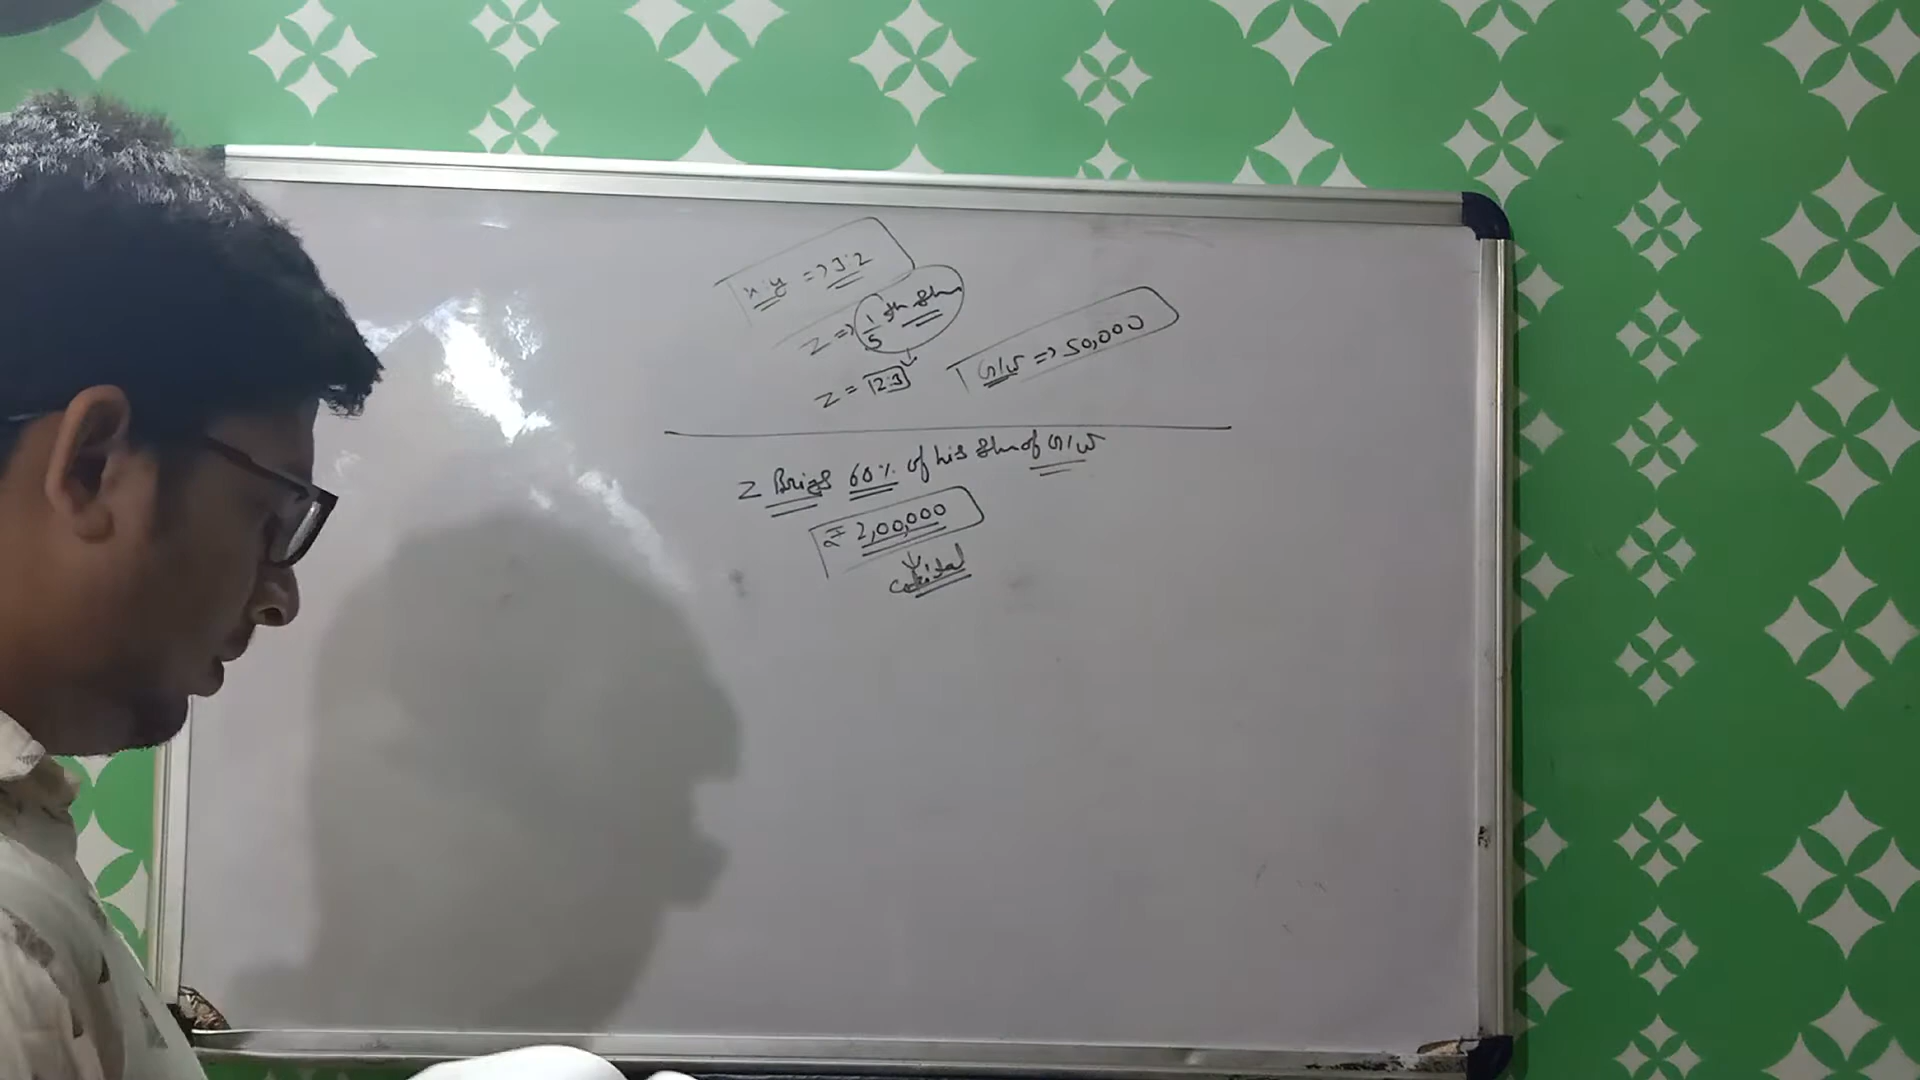 x:y => 3:2
Z => 1/5 th Share
Z = 2:3
G/W => 50,000
Z Brings 60% of his Share of G/W
₹ 2,00,000
Capital